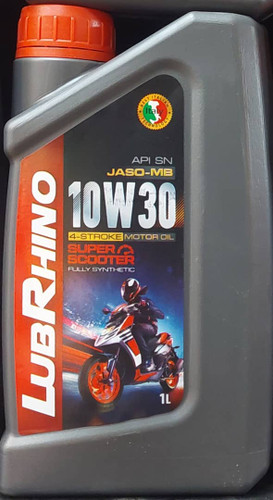 LUBRHINO
API SN
JASO-MB
10W30
4-STROKE MOTOR OIL
SUPER
SCOOTER
FULLY SYNTHETIC
1L